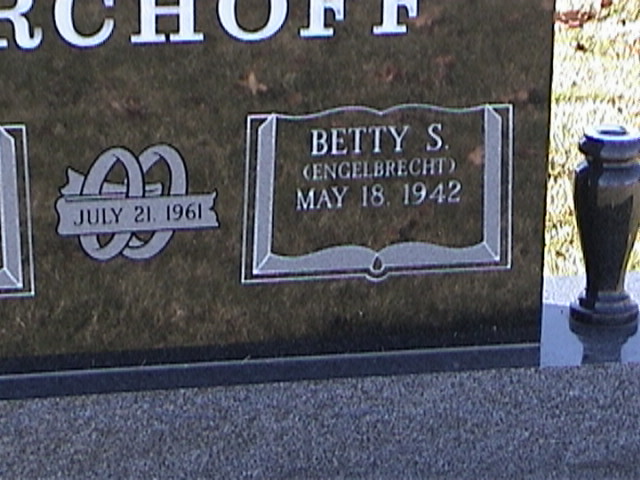 RCHOFF
JULY 21, 1961
BETTY S.
(ENGELBRECHT)
MAY 18, 1942